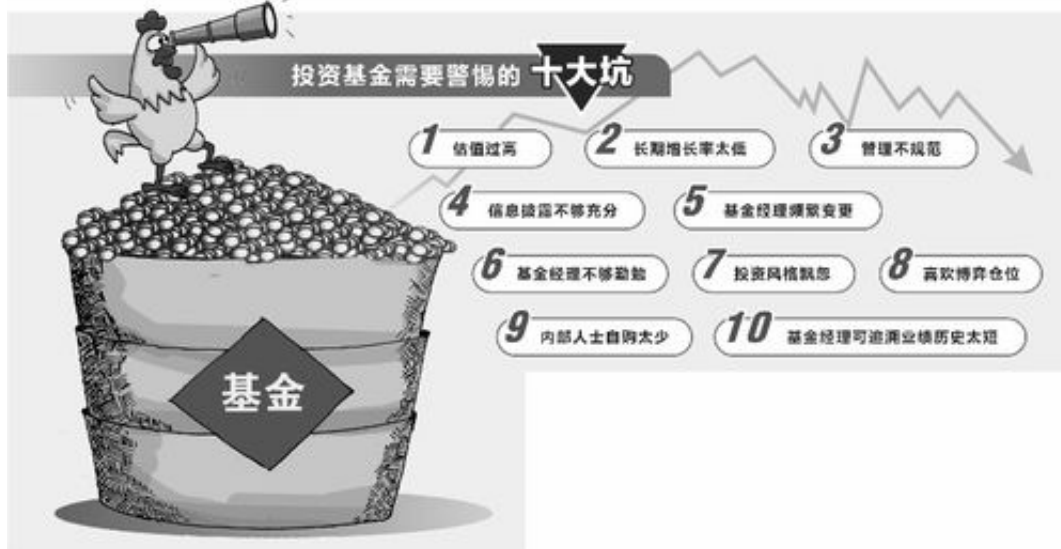 投资基金需要警惕的 十大坑
1 估值过高
2 长期增长率太低
3 管理不规范
4 信息披露不够充分
5 基金经理频繁变更
6 基金经理不够勤勉
7 投资风格飘忽
8 喜欢博弈仓位
9 内部人士自购太少
10 基金经理可追溯业绩历史太短
基金